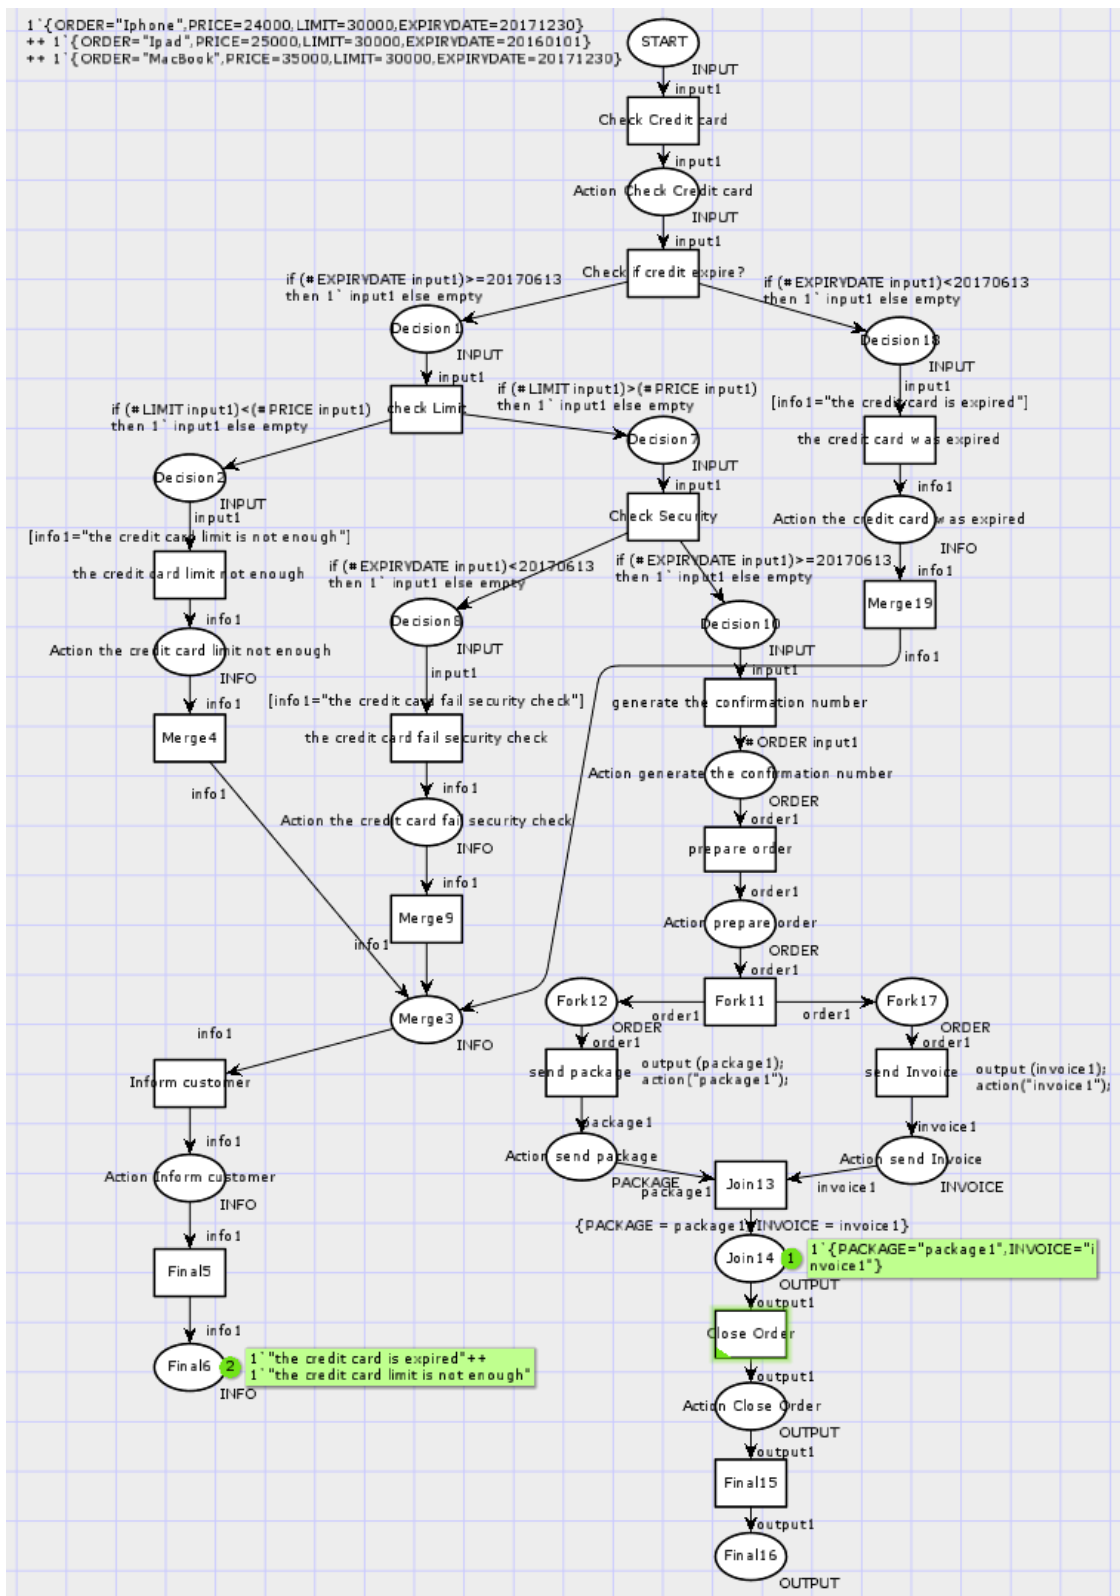 1`{ORDER="Iphone",PRICE=24000,LIMIT=30000,EXPIRYDATE=20171230}
++ 1`{ORDER="Ipad",PRICE=25000,LIMIT=30000,EXPIRYDATE=20160101}
++ 1`{ORDER="MacBook",PRICE=35000,LIMIT=30000,EXPIRYDATE=20171230}
START
INPUT
input1
Check Credit card
input1
Action Check Credit card
INPUT
input1
Check if credit expire?
if (#EXPIRYDATE input1)>=20170613
then 1` input1 else empty
if (#EXPIRYDATE input1)<20170613
then 1` input1 else empty
Decision1
INPUT
Decision18
INPUT
input1
input1
if (#LIMIT input1)<(#PRICE input1)
then 1` input1 else empty
check Limit
if (#LIMIT input1)>(#PRICE input1)
then 1` input1 else empty
[info1="the credit card is expired"]
the credit card was expired
Decision2
INPUT
Decision7
INPUT
input1
input1
info1
[info1="the credit card limit is not enough"]
the credit card limit not enough
Check Security
Action the credit card was expired
INFO
if (#EXPIRYDATE input1)<20170613
then 1` input1 else empty
if (#EXPIRYDATE input1)>=20170613
then 1` input1 else empty
info1
Merge19
info1
info1
Action the credit card limit not enough
INFO
Decision8
INPUT
Decision10
INPUT
input1
input1
info1
Merge4
info1
[info1="the credit card fail security check"]
the credit card fail security check
generate the confirmation number
#ORDER input1
info1
Action generate the confirmation number
ORDER
Action the credit card fail security check
INFO
order1
prepare order
info1
Merge9
info1
order1
Action prepare order
ORDER
order1
Merge3
INFO
Fork12
ORDER
order1
Fork11
order1
Fork17
ORDER
info1
Inform customer
order1
send package
output (package1);
action("package1");
order1
send Invoice
output (invoice1);
action("invoice1");
info1
Action Inform customer
INFO
package1
Action send package
PACKAGE
invoice1
Action send Invoice
INVOICE
package1
Join13
invoice1
{PACKAGE = package1, INVOICE = invoice1}
info1
Final5
Join14
OUTPUT
1
1`{PACKAGE="package1",INVOICE="i
nvoice1"}
output1
Close Order
info1
Final6
INFO
2
1`"the credit card is expired"++
1`"the credit card limit is not enough"
output1
Action Close Order
OUTPUT
output1
Final15
output1
Final16
OUTPUT